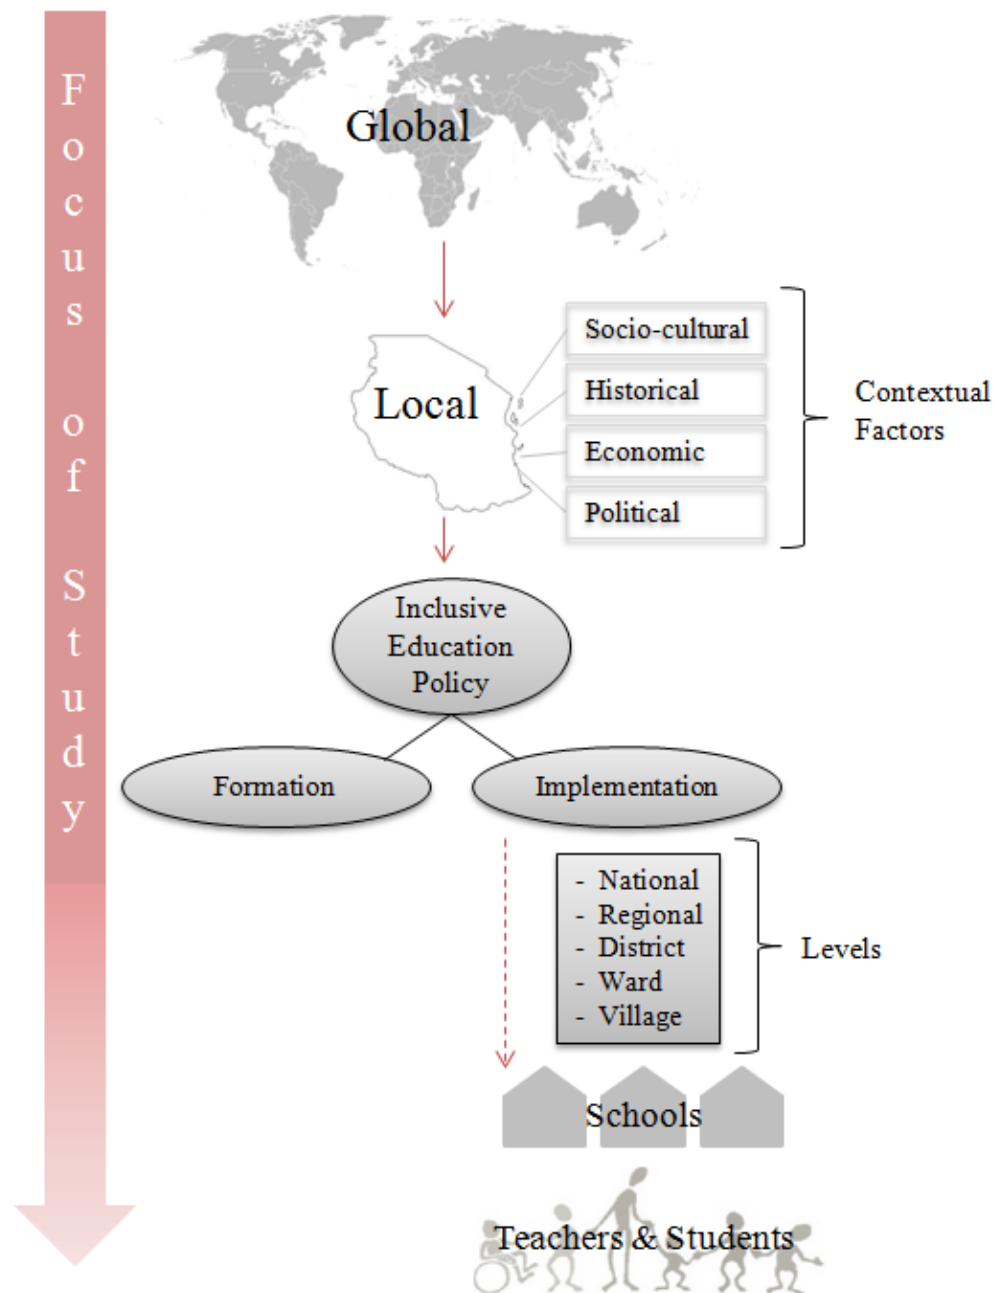 Focus of Study
Global
Local
Socio-cultural
Historical
Economic
Political
Contextual
Factors
Inclusive
Education
Policy
Formation
Implementation
- National
- Regional
- District
- Ward
- Village
Levels
Schools
Teachers & Students